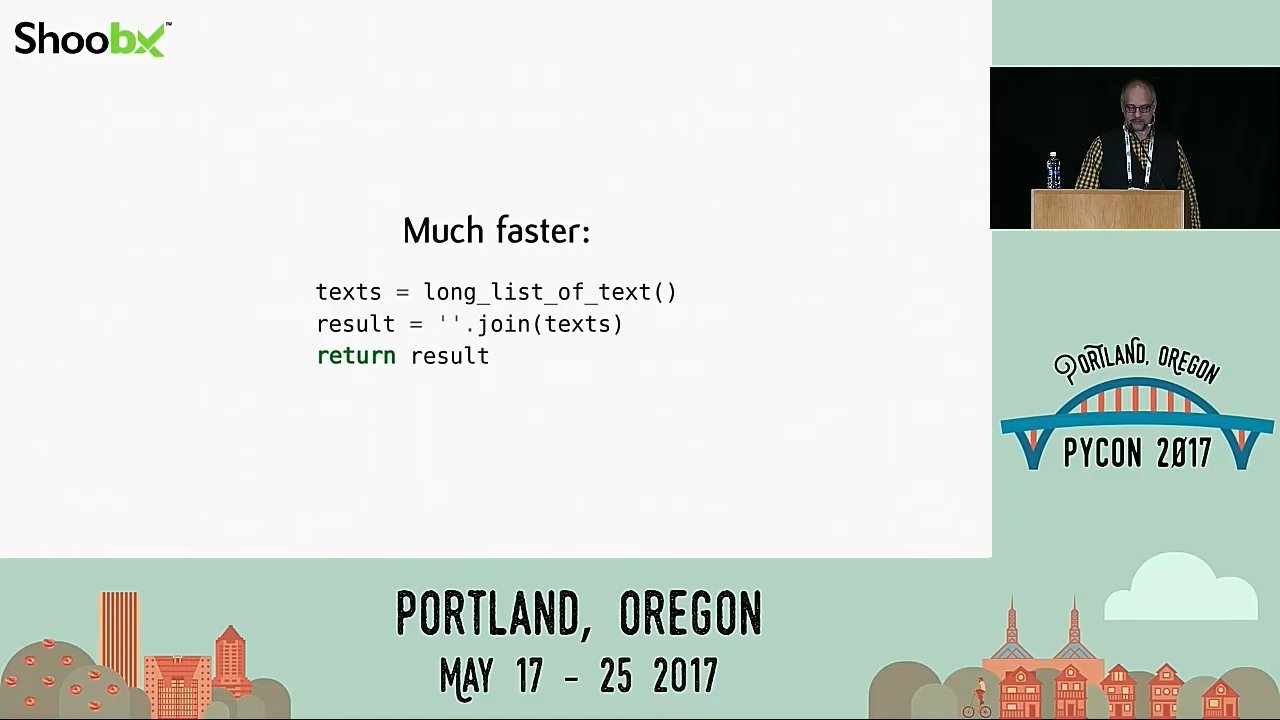 Shoobx™
Much faster:
texts = long_list_of_text()
result = ''.join(texts)
return result
PORTLAND, OREGON
PYCON 2017
PORTLAND, OREGON
MAY 17 - 25 2017